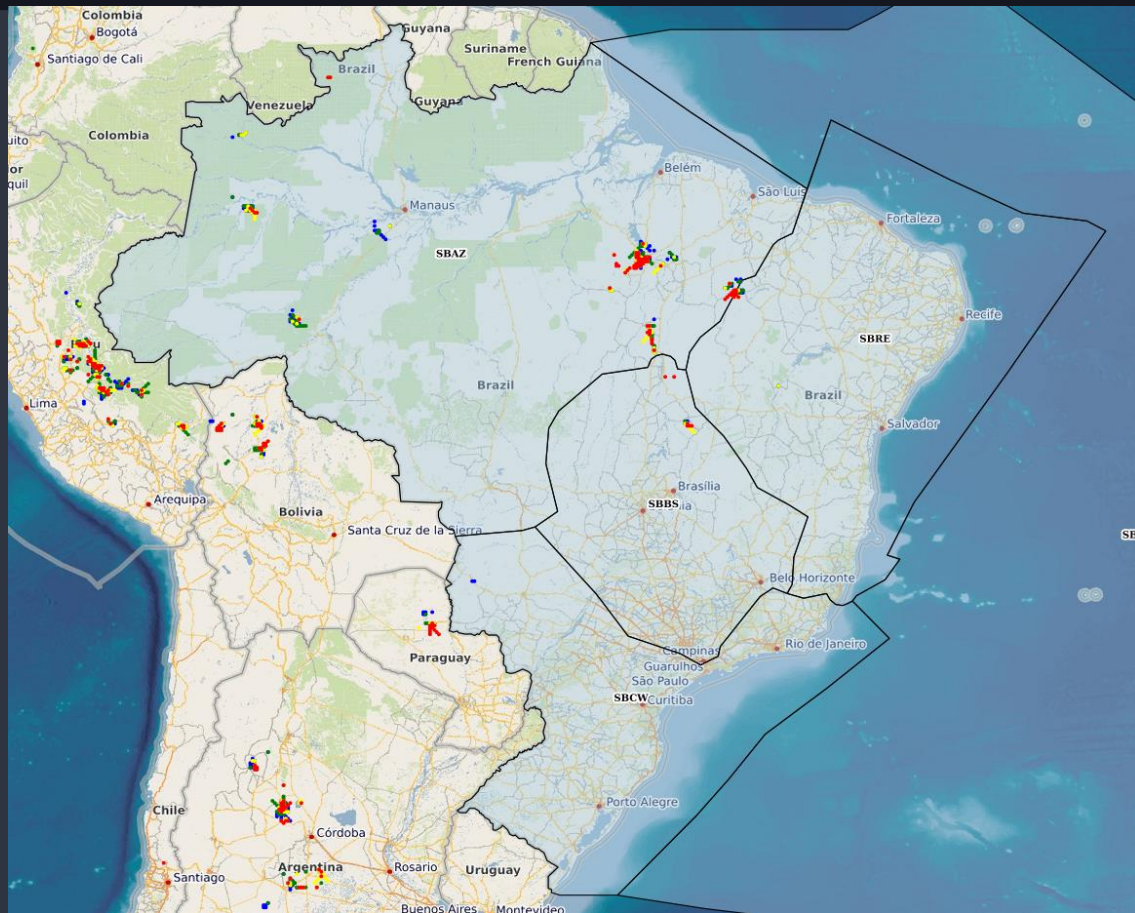 Colombia
Bogotá
Guyana
Santiago de Cali
Suriname
French Guiana
Brazil
Venezuela
Guyana
Colombia
uito
or
quil
Belém
São Luís
Manaus
Fortaleza
SBAZ
Recife
SBRE
Lima
Brazil
Brazil
Salvador
Arequipa
Brasília
SBBS
Bolivia
Santa Cruz de la Sierra
Belo Horizonte
Paraguay
Rio de Janeiro
Campinas
Guarulhos
São Paulo
SBCW
Curitiba
Chile
Porto Alegre
Córdoba
Argentina
Rosario
Uruguay
Santiago
Buenos Aires
Montevideo